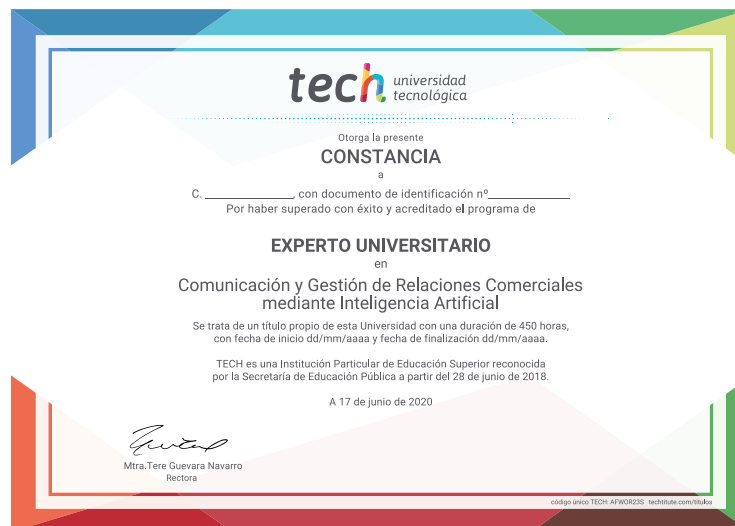 tech universidad
tecnológica
Otorga la presente
CONSTANCIA
a
C. ______________, con documento de identificación nº______________
Por haber superado con éxito y acreditado el programa de
EXPERTO UNIVERSITARIO
en
Comunicación y Gestión de Relaciones Comerciales
mediante Inteligencia Artificial
Se trata de un título propio de esta Universidad con una duración de 450 horas,
con fecha de inicio dd/mm/aaaa y fecha de finalización dd/mm/aaaa.
TECH es una Institución Particular de Educación Superior reconocida
por la Secretaría de Educación Pública a partir del 28 de junio de 2018.
A 17 de junio de 2020
Mtra.Tere Guevara Navarro
Rectora
código único TECH: AFWOR23S techtitute.com/titulos